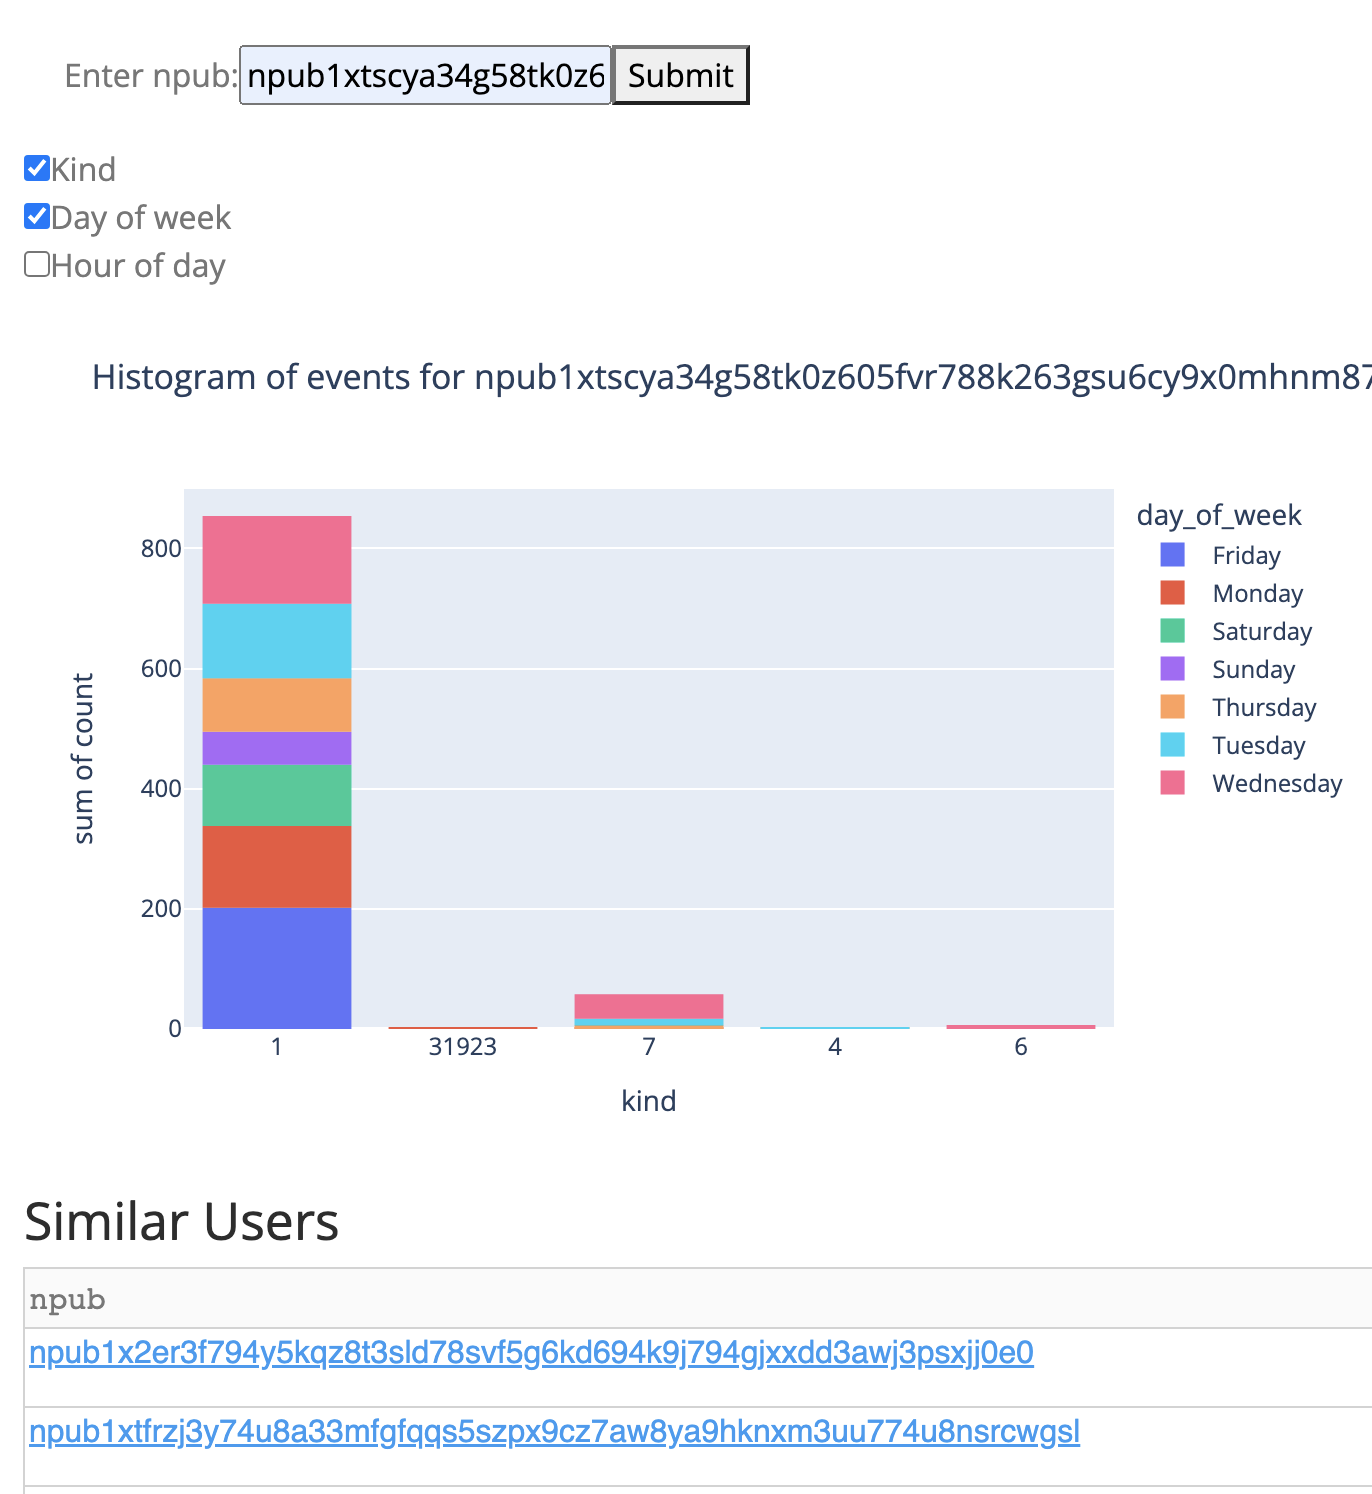 Enter npub: npub1xtscya34g58tk0z6 Submit
Kind
Day of week
Hour of day
Histogram of events for npub1xtscya34g58tk0z605fvr788k263gsu6cy9x0mhnm87
800
600
400
200
0
sum of count
1 31923 7 4 6
kind
day_of_week
Friday
Monday
Saturday
Sunday
Thursday
Tuesday
Wednesday
Similar Users
npub
npub1x2er3f794y5kqz8t3sld78svf5g6kd694k9j794gjxxdd3awj3psxjj0e0
npub1xtfrzj3y74u8a33mfgfqqs5szpx9cz7aw8ya9hknxm3uu774u8nsrcwgsl